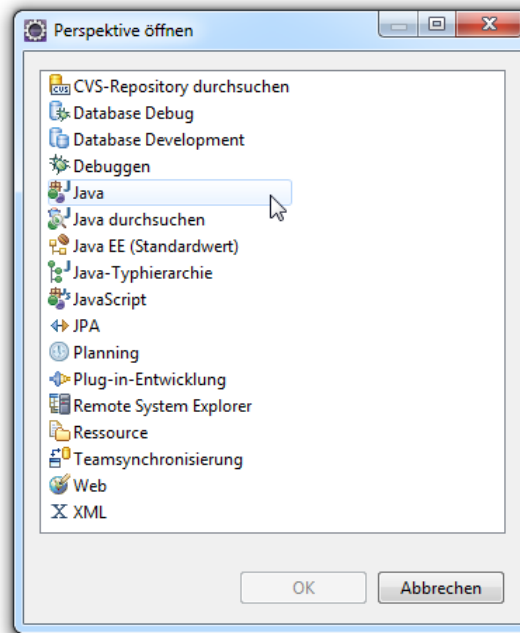 Perspektive öffnen
CVS-Repository durchsuchen
Database Debug
Database Development
Debuggen
Java
Java durchsuchen
Java EE (Standardwert)
Java-Typhierarchie
JavaScript
JPA
Planning
Plug-in-Entwicklung
Remote System Explorer
Ressource
Teamsynchronisierung
Web
XML
OK
Abbrechen